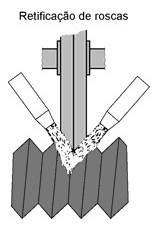 Retificação de roscas